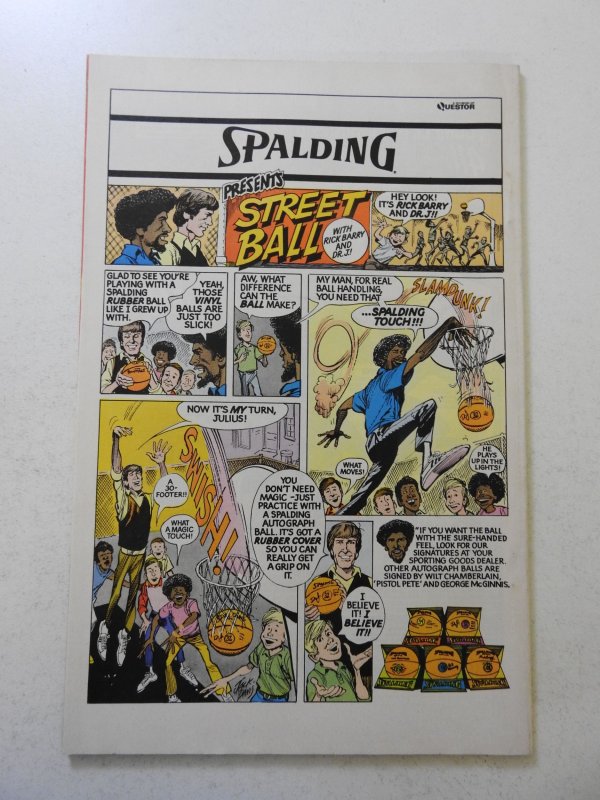 QUESTOR
SPALDING
PRESENTS
STREET
BALL
WITH
RICK BARRY
AND
DR. J!!
HEY LOOK!
IT'S RICK BARRY
AND DR. J!!
GLAD TO SEE YOU'RE
PLAYING WITH A
SPALDING
RUBBER BALL
LIKE I GREW UP
WITH.
YEAH,
THOSE
VINYL
BALLS ARE
JUST TOO
SLICK!
AW, WHAT
DIFFERENCE
CAN THE
BALL MAKE?
MY MAN, FOR REAL
BALL HANDLING,
YOU NEED THAT
...SPALDING
TOUCH!!!
SLAMDUNK!
WHAT
MOVES!
HE
PLAYS
UP IN THE
LIGHTS!
NOW IT'S MY TURN,
JULIUS!
A
30-
FOOTER!!
WHAT
A MAGIC
TOUCH!
SWISH!
YOU
DON'T NEED
MAGIC-JUST
PRACTICE WITH
A SPALDING
AUTOGRAPH
BALL. IT'S GOT A
RUBBER COVER
SO YOU CAN
REALLY GET
A GRIP ON
IT.
I
BELIEVE
IT! I
BELIEVE
IT!!
"IF YOU WANT THE BALL
WITH THE SURE-HANDED
FEEL, LOOK FOR OUR
SIGNATURES AT YOUR
SPORTING GOODS DEALER.
OTHER AUTOGRAPH BALLS ARE
SIGNED BY WILT CHAMBERLAIN,
'PISTOL PETE' AND GEORGE McGINNIS.